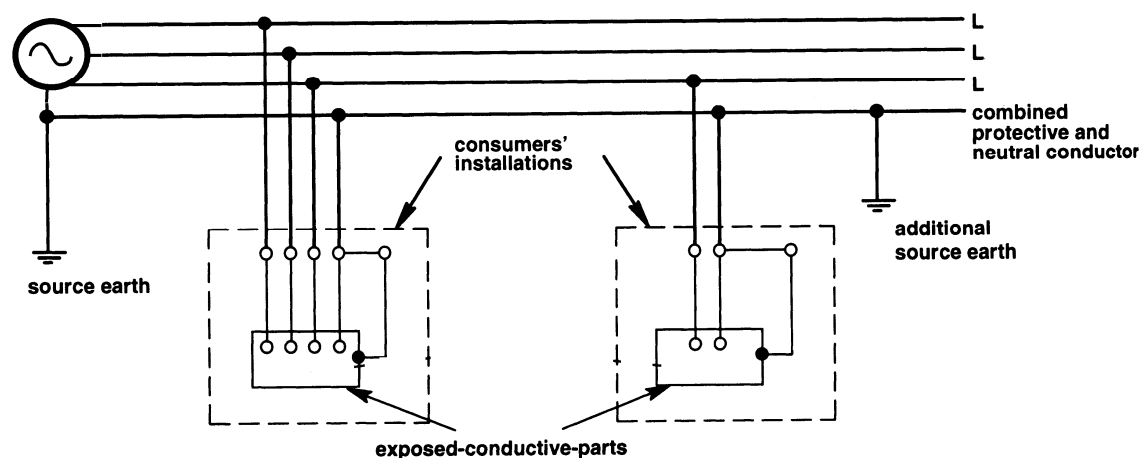 L
L
L
combined
protective and
neutral conductor
consumers'
installations
additional
source earth
source earth
exposed-conductive-parts